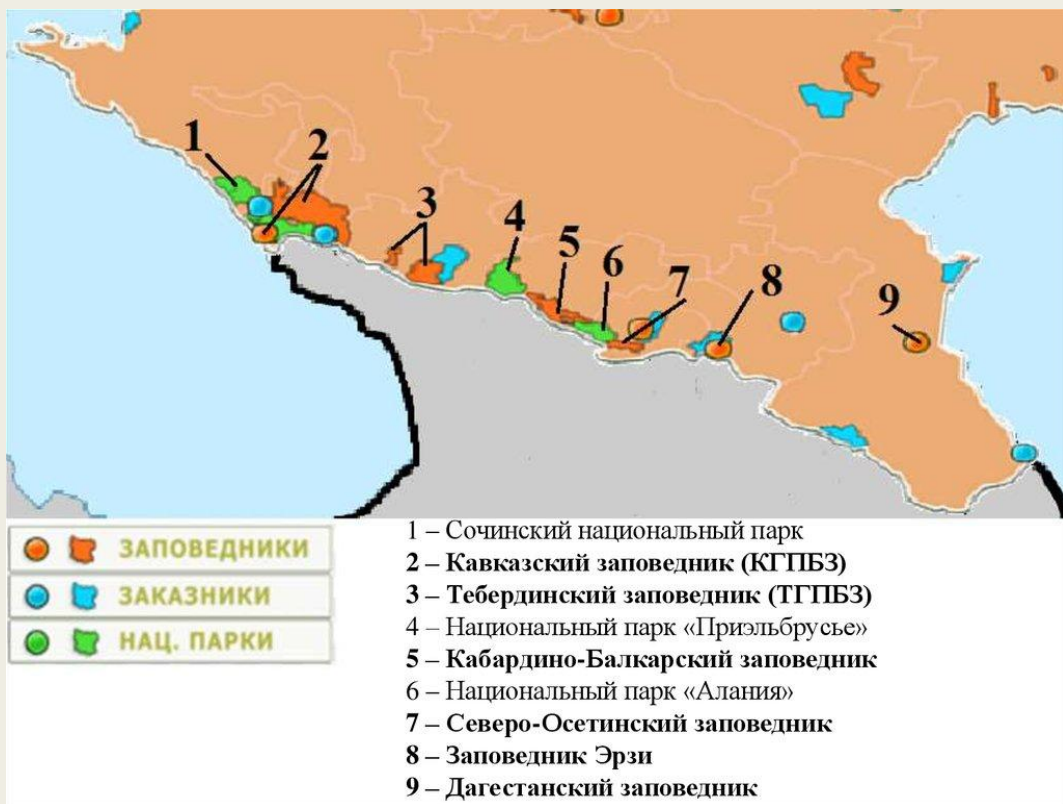 1
2
3
4
5
6
7
8
9
ЗАПОВЕДНИКИ
ЗАКАЗНИКИ
НАЦ. ПАРКИ
1 – Сочинский национальный парк
2 – Кавказский заповедник (КГПБЗ)
3 – Тебердинский заповедник (ТГПБЗ)
4 – Национальный парк «Приэльбрусье»
5 – Кабардино-Балкарский заповедник
6 – Национальный парк «Алания»
7 – Северо-Осетинский заповедник
8 – Заповедник Эрзи
9 – Дагестанский заповедник